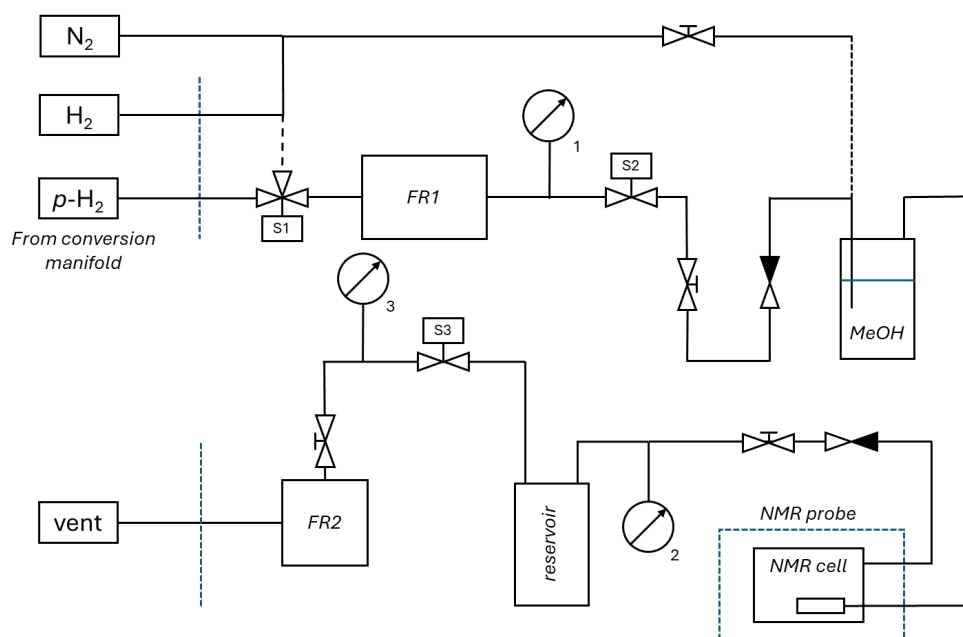 N₂
H₂
p-H₂
From conversion
manifold
S1
FR1
1
S2
MeOH
3
S3
FR2
vent
reservoir
2
NMR probe
NMR cell